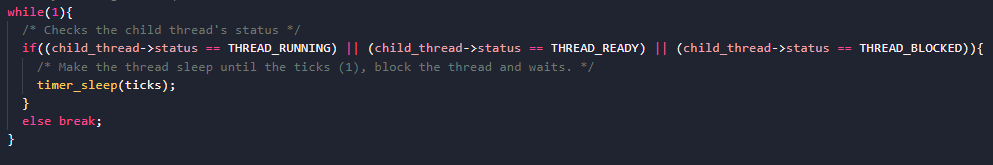 while(1){
/* Checks the child thread's status */
if((child_thread->status == THREAD_RUNNING) || (child_thread->status == THREAD_READY) || (child_thread->status == THREAD_BLOCKED)){
/* Make the thread sleep until the ticks (1), block the thread and waits. */
timer_sleep(ticks);
}
else break;
}